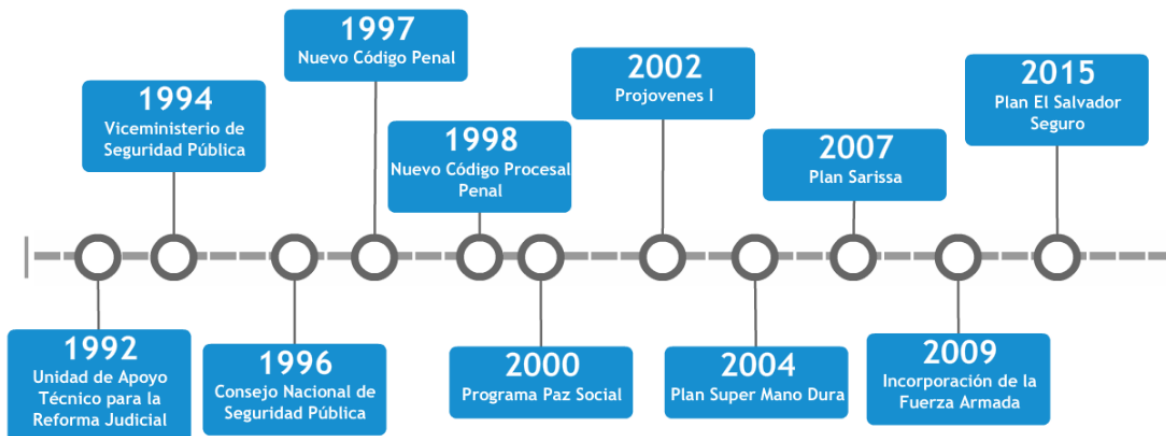 1992
Unidad de Apoyo
Técnico para la
Reforma Judicial
1994
Viceministerio de
Seguridad Pública
1996
Consejo Nacional de
Seguridad Pública
1997
Nuevo Código Penal
1998
Nuevo Código Procesal
Penal
2000
Programa Paz Social
2002
Projovenes I
2004
Plan Super Mano Dura
2007
Plan Sarissa
2009
Incorporación de la
Fuerza Armada
2015
Plan El Salvador
Seguro